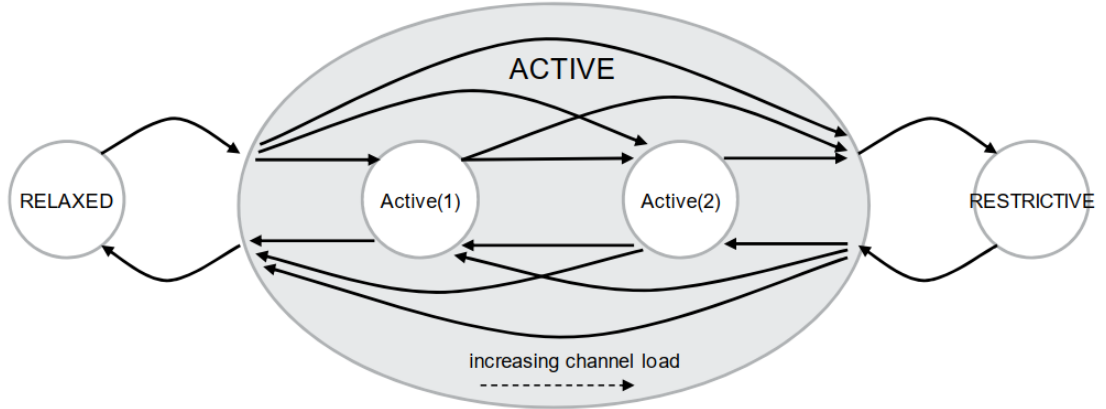 ACTIVE
RELAXED
Active(1)
Active(2)
RESTRICTIVE
increasing channel load